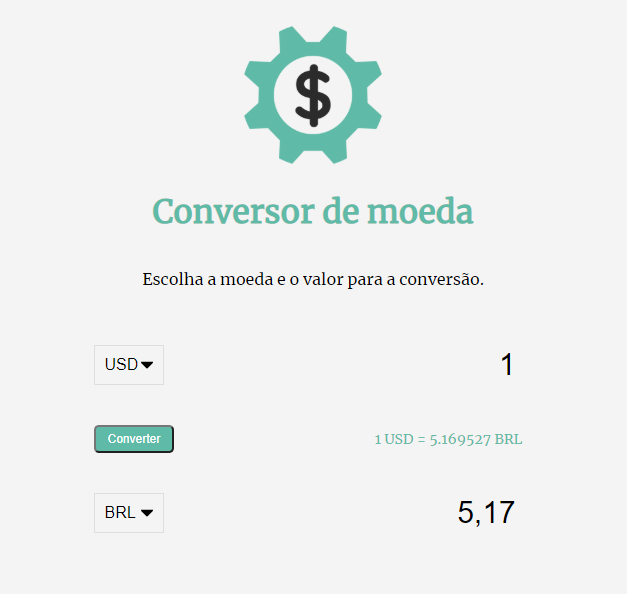 $
Conversor de moeda
Escolha a moeda e o valor para a conversão.
USD 1
Converter 1 USD = 5.169527 BRL
BRL 5,17